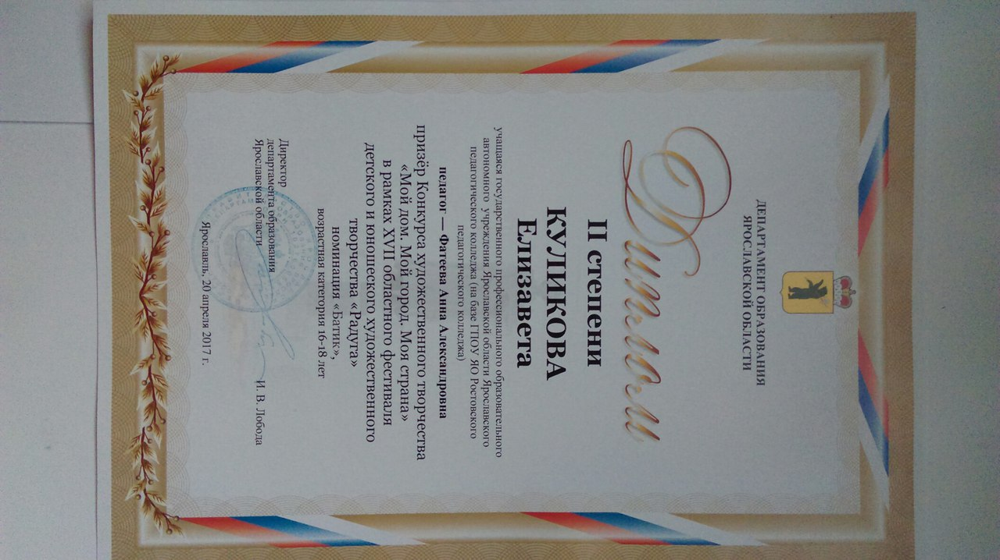 ДЕПАРТАМЕНТ ОБРАЗОВАНИЯ
ЯРОСЛАВСКОЙ ОБЛАСТИ
Диплом
II степени
КУЛИКОВА
Елизавета
учащаяся государственного профессионального образовательного
автономного учреждения Ярославской области Ярославского
педагогического колледжа (на базе ГПОУ ЯО Ростовского
педагогического колледжа)
педагог — Фатеева Анна Александровна
призёр Конкурса художественного творчества
«Мой дом. Мой город. Моя страна»
в рамках XVII областного фестиваля
детского и юношеского художественного
творчества «Радуга»
номинация «Батик»,
возрастная категория 16-18 лет
Директор
департамента образования
Ярославской области И. В. Лобода
Ярославль, 20 апреля 2017 г.